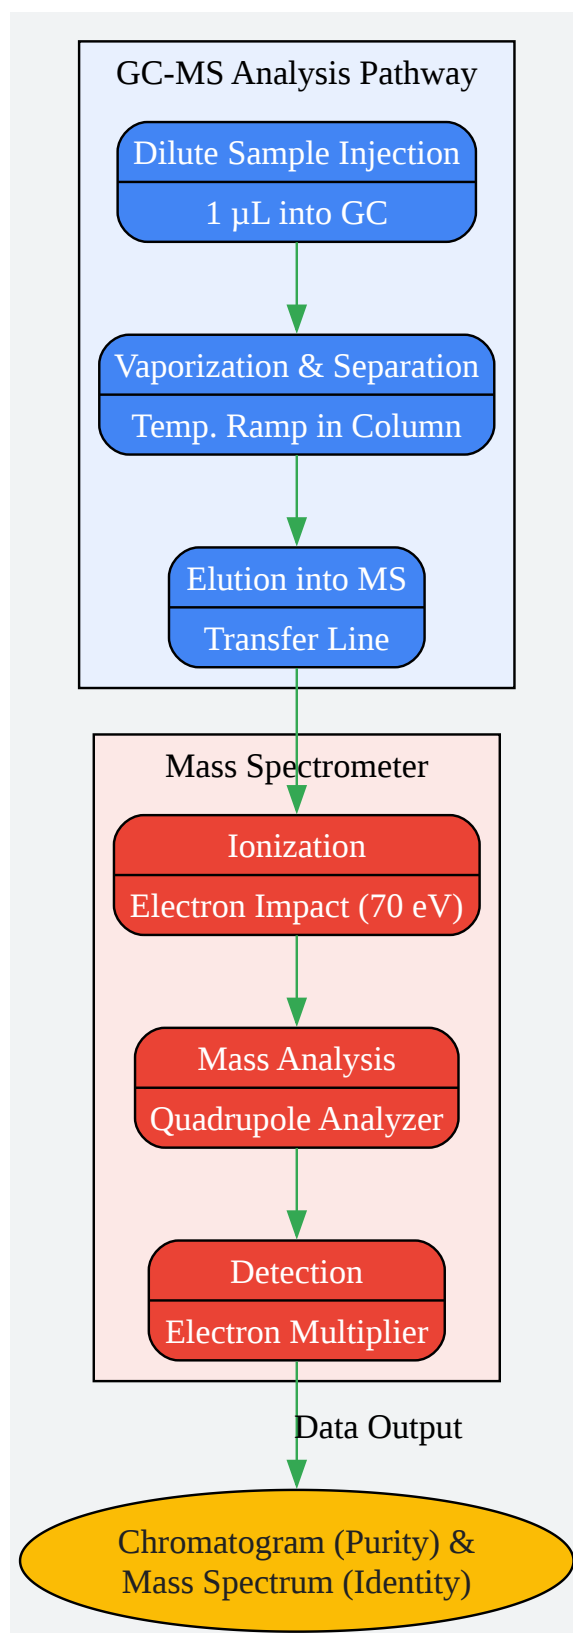 GC-MS Analysis Pathway
Dilute Sample Injection
1 µL into GC
Vaporization & Separation
Temp. Ramp in Column
Elution into MS
Transfer Line
Mass Spectrometer
Ionization
Electron Impact (70 eV)
Mass Analysis
Quadrupole Analyzer
Detection
Electron Multiplier
Data Output
Chromatogram (Purity) &
Mass Spectrum (Identity)